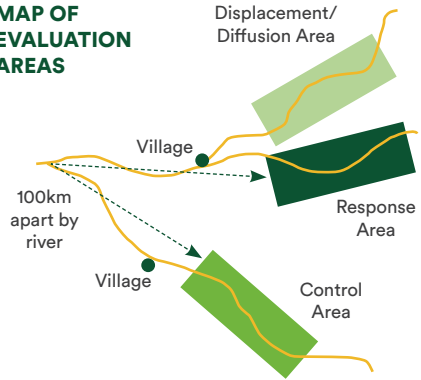 MAP OF
EVALUATION
AREAS
Displacement/
Diffusion Area
Village
100km
apart by
river
Response
Area
Village
Control
Area